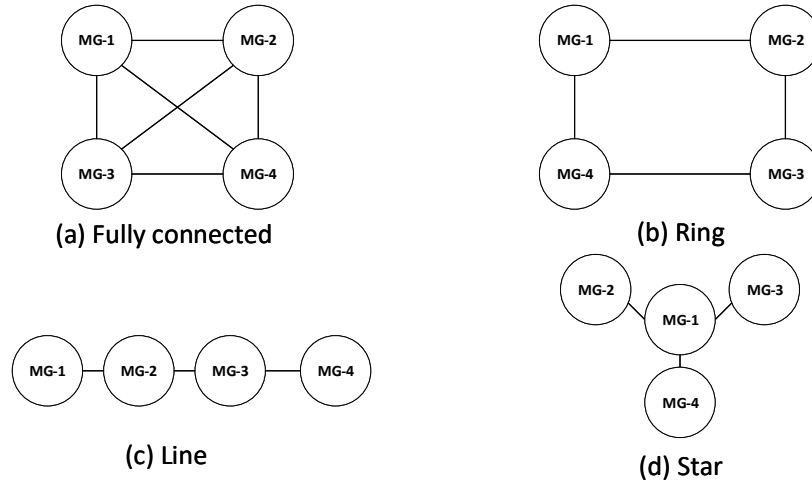 MG-1
MG-2
MG-3
MG-4
(a) Fully connected
MG-1
MG-2
MG-4
MG-3
(b) Ring
MG-1
MG-2
MG-3
MG-4
(c) Line
MG-2
MG-1
MG-3
MG-4
(d) Star